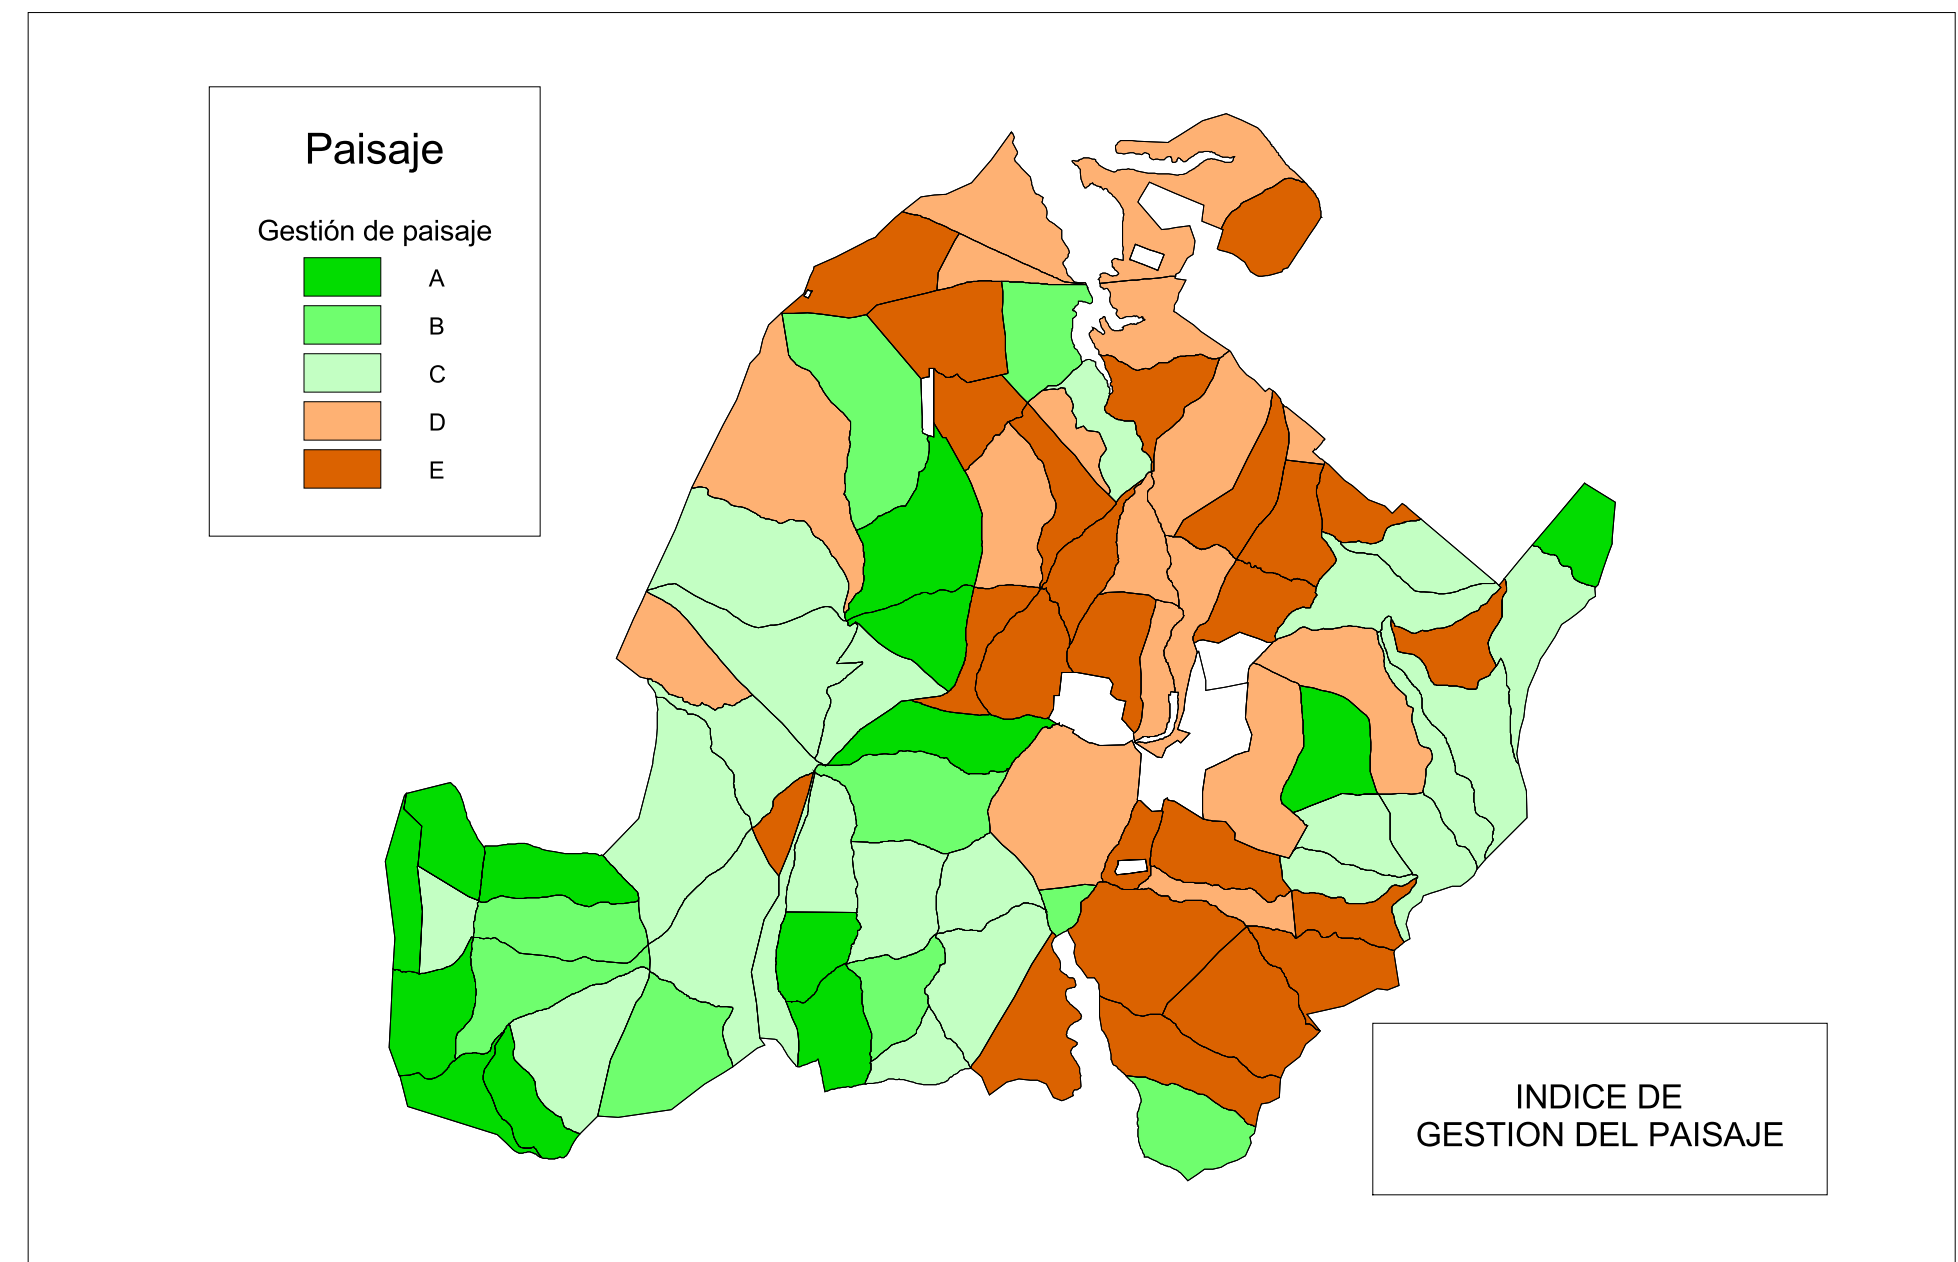 Paisaje
Gestión de paisaje
A
B
C
D
E
INDICE DE
GESTION DEL PAISAJE